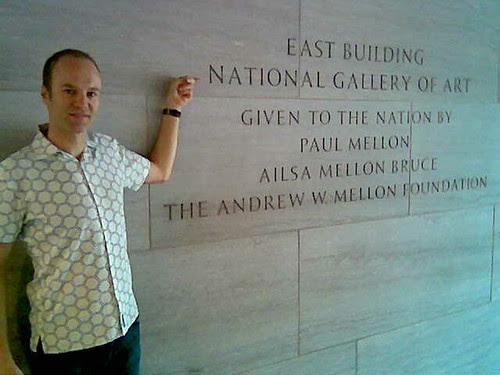 EAST BUILDING
NATIONAL GALLERY OF ART
GIVEN TO THE NATION BY
PAUL MELLON
AILSA MELLON BRUCE
THE ANDREW W. MELLON FOUNDATION